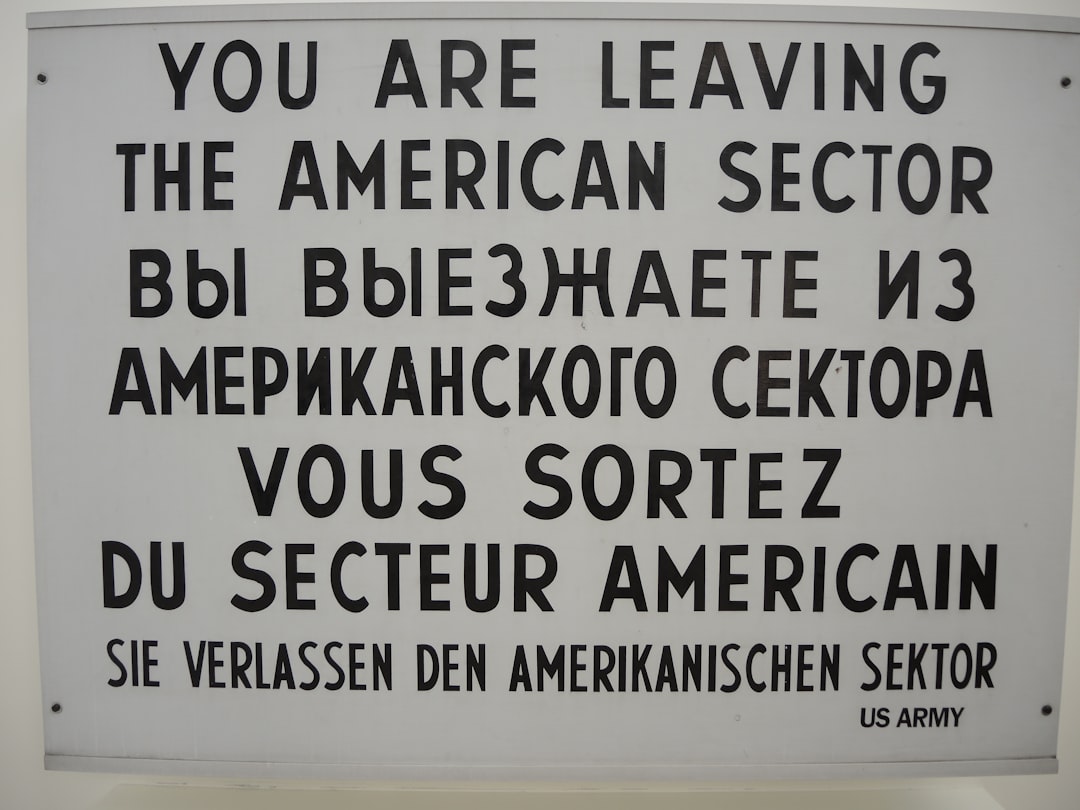 YOU ARE LEAVING
THE AMERICAN SECTOR
ВЫ ВЫЕЗЖАЕТЕ ИЗ
АМЕРИКАНСКОГО СЕКТОРА
VOUS SORTEZ
DU SECTEUR AMERICAIN
SIE VERLASSEN DEN AMERIKANISCHEN SEKTOR
US ARMY